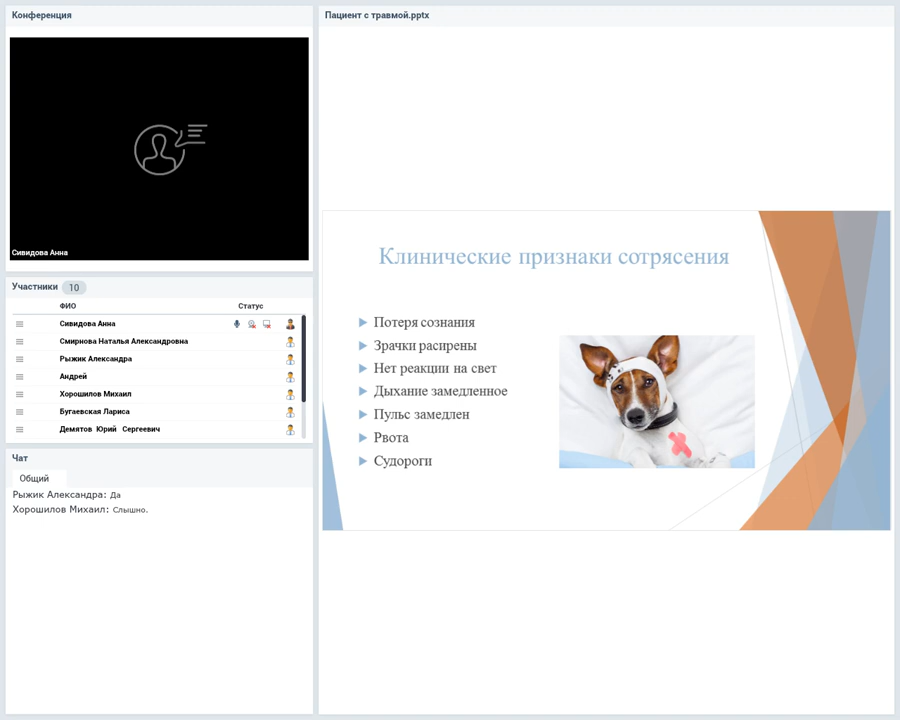 Конференция
Сивидова Анна
Участники 10
ФИО Статус
Сивидова Анна
Смирнова Наталья Александровна
Рыжик Александра
Андрей
Хорошилов Михаил
Бугаевская Лариса
Демятов Юрий Сергеевич
Чат
Общий
Рыжик Александра: Да
Хорошилов Михаил: Слышно.
Пациент с травмой.pptx
Клинические признаки сотрясения
Потеря сознания
Зрачки расирены
Нет реакции на свет
Дыхание замедленное
Пульс замедлен
Рвота
Судороги